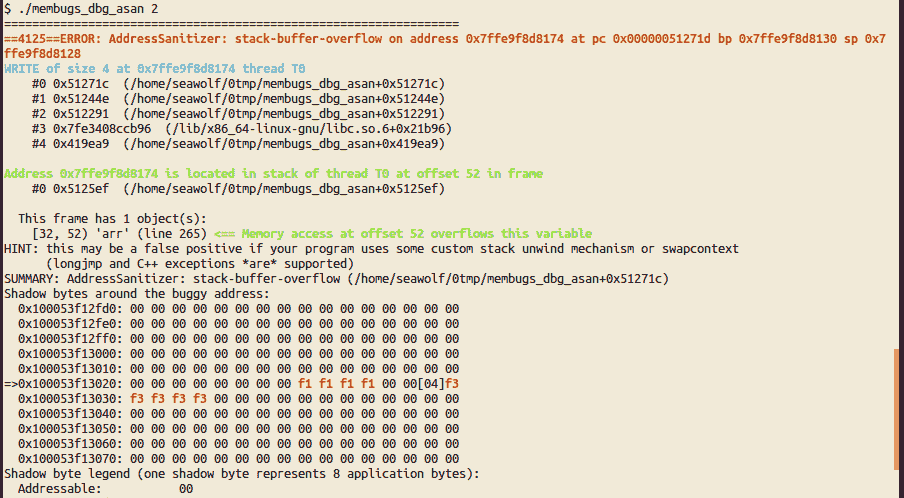 $ ./membugs_dbg_asan 2
=================================================================
==4125==ERROR: AddressSanitizer: stack-buffer-overflow on address 0x7ffe9f8d8174 at pc 0x00000051271d bp 0x7ffe9f8d8130 sp 0x7
ffe9f8d8128
WRITE of size 4 at 0x7ffe9f8d8174 thread T0
    #0 0x51271c  (/home/seawolf/0tmp/membugs_dbg_asan+0x51271c)
    #1 0x51244e  (/home/seawolf/0tmp/membugs_dbg_asan+0x51244e)
    #2 0x512291  (/home/seawolf/0tmp/membugs_dbg_asan+0x512291)
    #3 0x7fe3408ccb96  (/lib/x86_64-linux-gnu/libc.so.6+0x21b96)
    #4 0x419ea9  (/home/seawolf/0tmp/membugs_dbg_asan+0x419ea9)

Address 0x7ffe9f8d8174 is located in stack of thread T0 at offset 52 in frame
    #0 0x5125ef  (/home/seawolf/0tmp/membugs_dbg_asan+0x5125ef)

  This frame has 1 object(s):
    [32, 52) 'arr' (line 265) <== Memory access at offset 52 overflows this variable
HINT: this may be a false positive if your program uses some custom stack unwind mechanism or swapcontext
      (longjmp and C++ exceptions *are* supported)
SUMMARY: AddressSanitizer: stack-buffer-overflow (/home/seawolf/0tmp/membugs_dbg_asan+0x51271c)
Shadow bytes around the buggy address:
  0x100053f12fd0: 00 00 00 00 00 00 00 00 00 00 00 00 00 00 00 00
  0x100053f12fe0: 00 00 00 00 00 00 00 00 00 00 00 00 00 00 00 00
  0x100053f12ff0: 00 00 00 00 00 00 00 00 00 00 00 00 00 00 00 00
  0x100053f13000: 00 00 00 00 00 00 00 00 00 00 00 00 00 00 00 00
  0x100053f13010: 00 00 00 00 00 00 00 00 00 00 00 00 00 00 00 00
=>0x100053f13020: 00 00 00 00 00 00 00 00 f1 f1 f1 f1 00 00[04]f3
  0x100053f13030: f3 f3 f3 f3 00 00 00 00 00 00 00 00 00 00 00 00
  0x100053f13040: 00 00 00 00 00 00 00 00 00 00 00 00 00 00 00 00
  0x100053f13050: 00 00 00 00 00 00 00 00 00 00 00 00 00 00 00 00
  0x100053f13060: 00 00 00 00 00 00 00 00 00 00 00 00 00 00 00 00
  0x100053f13070: 00 00 00 00 00 00 00 00 00 00 00 00 00 00 00 00
Shadow byte legend (one shadow byte represents 8 application bytes):
  Addressable:           00